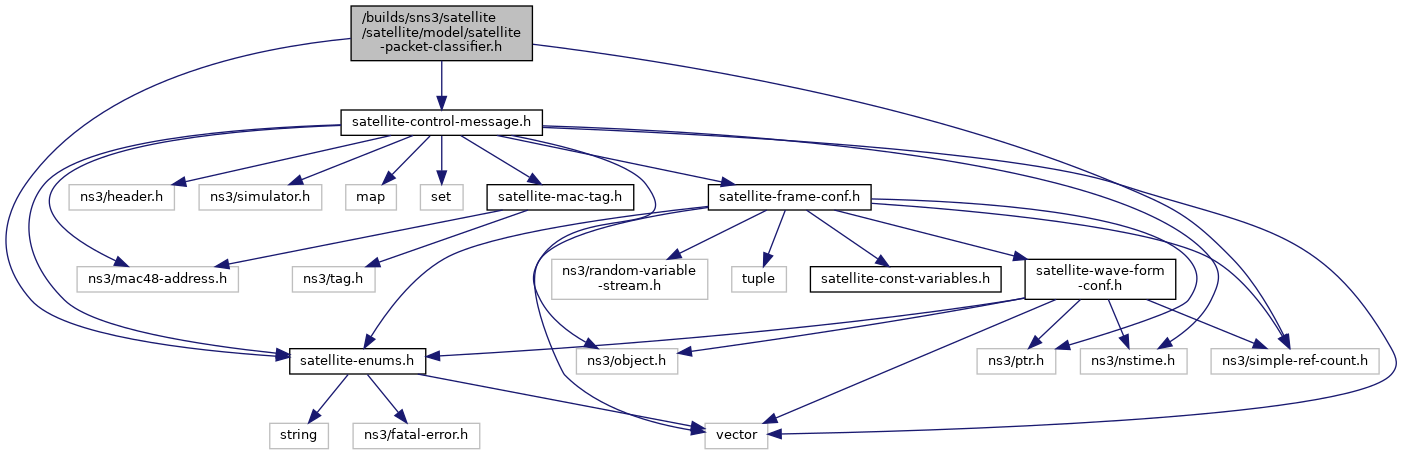 /builds/sns3/satellite
/satellite/model/satellite
-packet-classifier.h
satellite-control-message.h
ns3/header.h
ns3/simulator.h
map
set
satellite-mac-tag.h
satellite-frame-conf.h
ns3/mac48-address.h
ns3/tag.h
ns3/random-variable
-stream.h
tuple
satellite-const-variables.h
satellite-wave-form
-conf.h
satellite-enums.h
ns3/object.h
ns3/ptr.h
ns3/nstime.h
ns3/simple-ref-count.h
string
ns3/fatal-error.h
vector